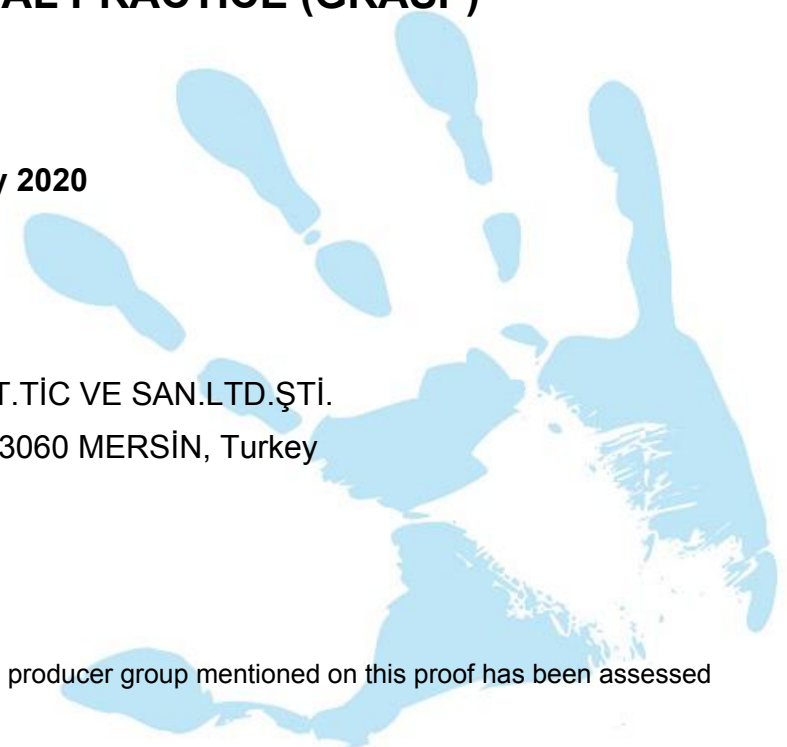 AL PRACTICE (GRASP)
y 2020
T.TİC VE SAN.LTD.ŞTİ.
3060 MERSİN, Turkey
producer group mentioned on this proof has been assessed